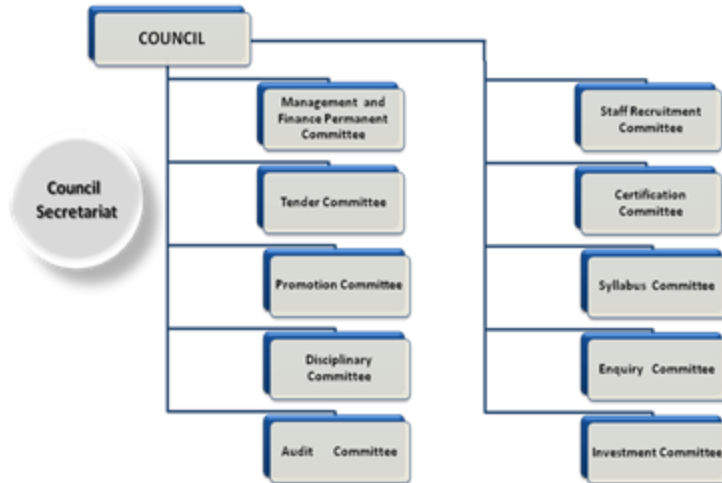 COUNCIL
Management and
Finance Permanent
Committee
Tender Committee
Promotion Committee
Disciplinary
Committee
Audit Committee
Council
Secretariat
Staff Recruitment
Committee
Certification
Committee
Syllabus Committee
Enquiry Committee
Investment Committee